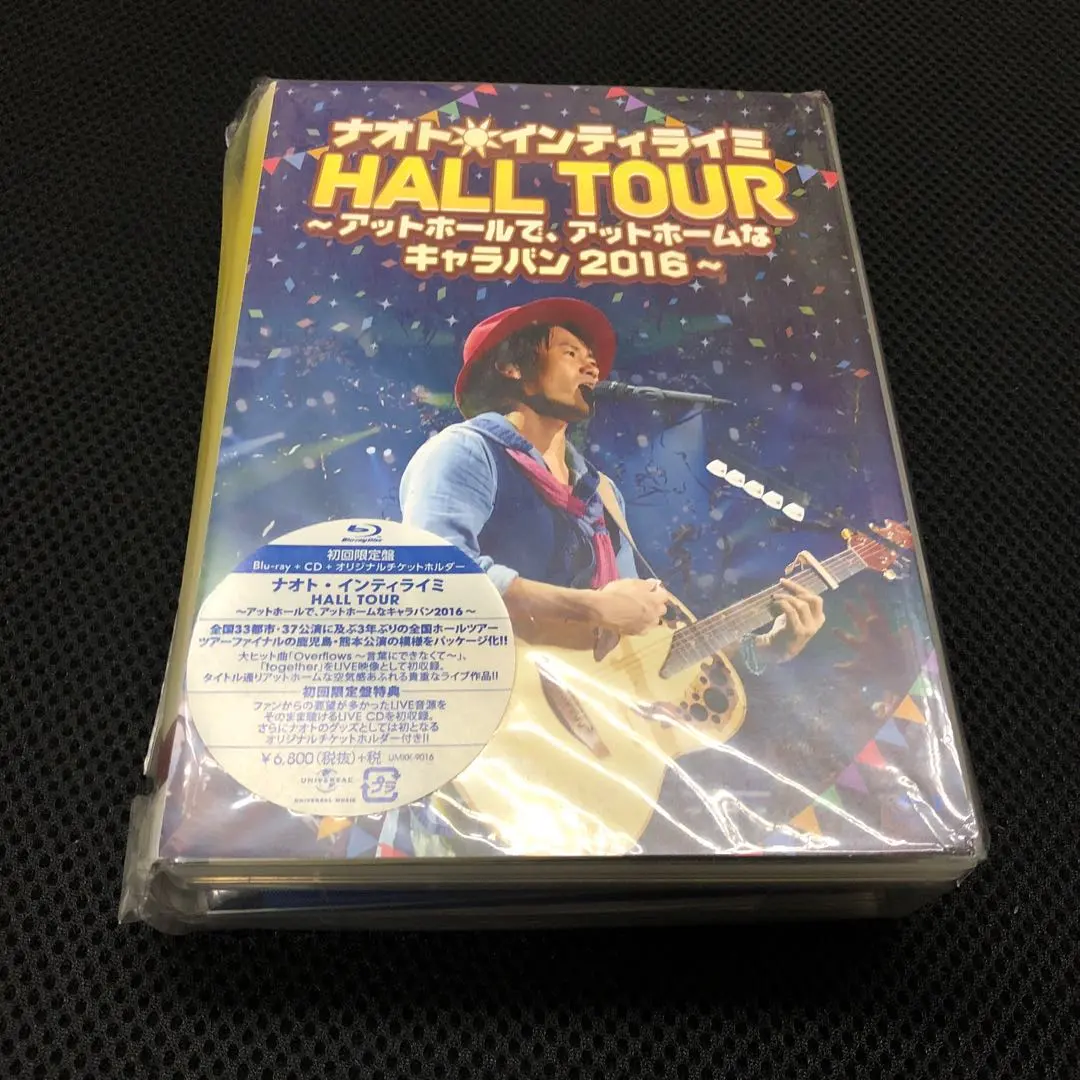 ナオト☀インティライミ
HALL TOUR
～アットホールで、アットホームな
キャラバン 2016～
Blu-ray Disc
初回限定盤
Blu-ray + CD + オリジナルチケットホルダー
ナオト・インティライミ
HALL TOUR
～アットホールで、アットホームなキャラバン2016～
全国33都市・37公演に及ぶ3年ぶりの全国ホールツアー
ツアーファイナルの鹿児島・熊本公演の模様をパッケージ化!!
大ヒット曲「Overflows～言葉にできなくて～」、
「together」をLIVE映像として初収録。
タイトル通りアットホームな空気感あふれる貴重なライブ作品!!
初回限定盤特典
ファンからの要望が多かったLIVE音源を
そのまま聴けるLIVE CDを初収録。
さらにナオトのグッズとしては初となる
オリジナルチケットホルダー付き!!
￥6,800(税抜)+税 UMXK-9016
UNIVERSAL
UNIVERSAL MUSIC
プラ